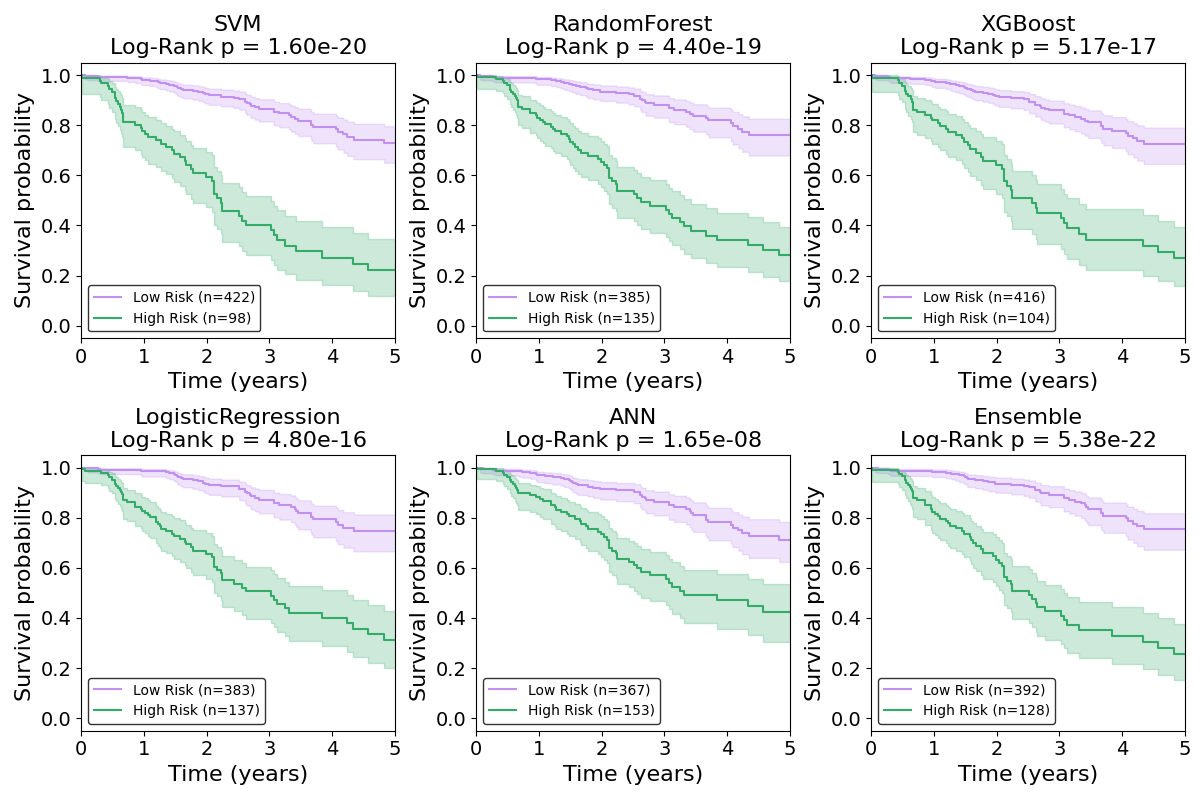 SVM
Log-Rank p = 1.60e-20
Survival probability
1.0
0.8
0.6
0.4
0.2
0.0
Low Risk (n=422)
High Risk (n=98)
0 1 2 3 4 5
Time (years)
RandomForest
Log-Rank p = 4.40e-19
Survival probability
1.0
0.8
0.6
0.4
0.2
0.0
Low Risk (n=385)
High Risk (n=135)
0 1 2 3 4 5
Time (years)
XGBoost
Log-Rank p = 5.17e-17
Survival probability
1.0
0.8
0.6
0.4
0.2
0.0
Low Risk (n=416)
High Risk (n=104)
0 1 2 3 4 5
Time (years)
LogisticRegression
Log-Rank p = 4.80e-16
Survival probability
1.0
0.8
0.6
0.4
0.2
0.0
Low Risk (n=383)
High Risk (n=137)
0 1 2 3 4 5
Time (years)
ANN
Log-Rank p = 1.65e-08
Survival probability
1.0
0.8
0.6
0.4
0.2
0.0
Low Risk (n=367)
High Risk (n=153)
0 1 2 3 4 5
Time (years)
Ensemble
Log-Rank p = 5.38e-22
Survival probability
1.0
0.8
0.6
0.4
0.2
0.0
Low Risk (n=392)
High Risk (n=128)
0 1 2 3 4 5
Time (years)